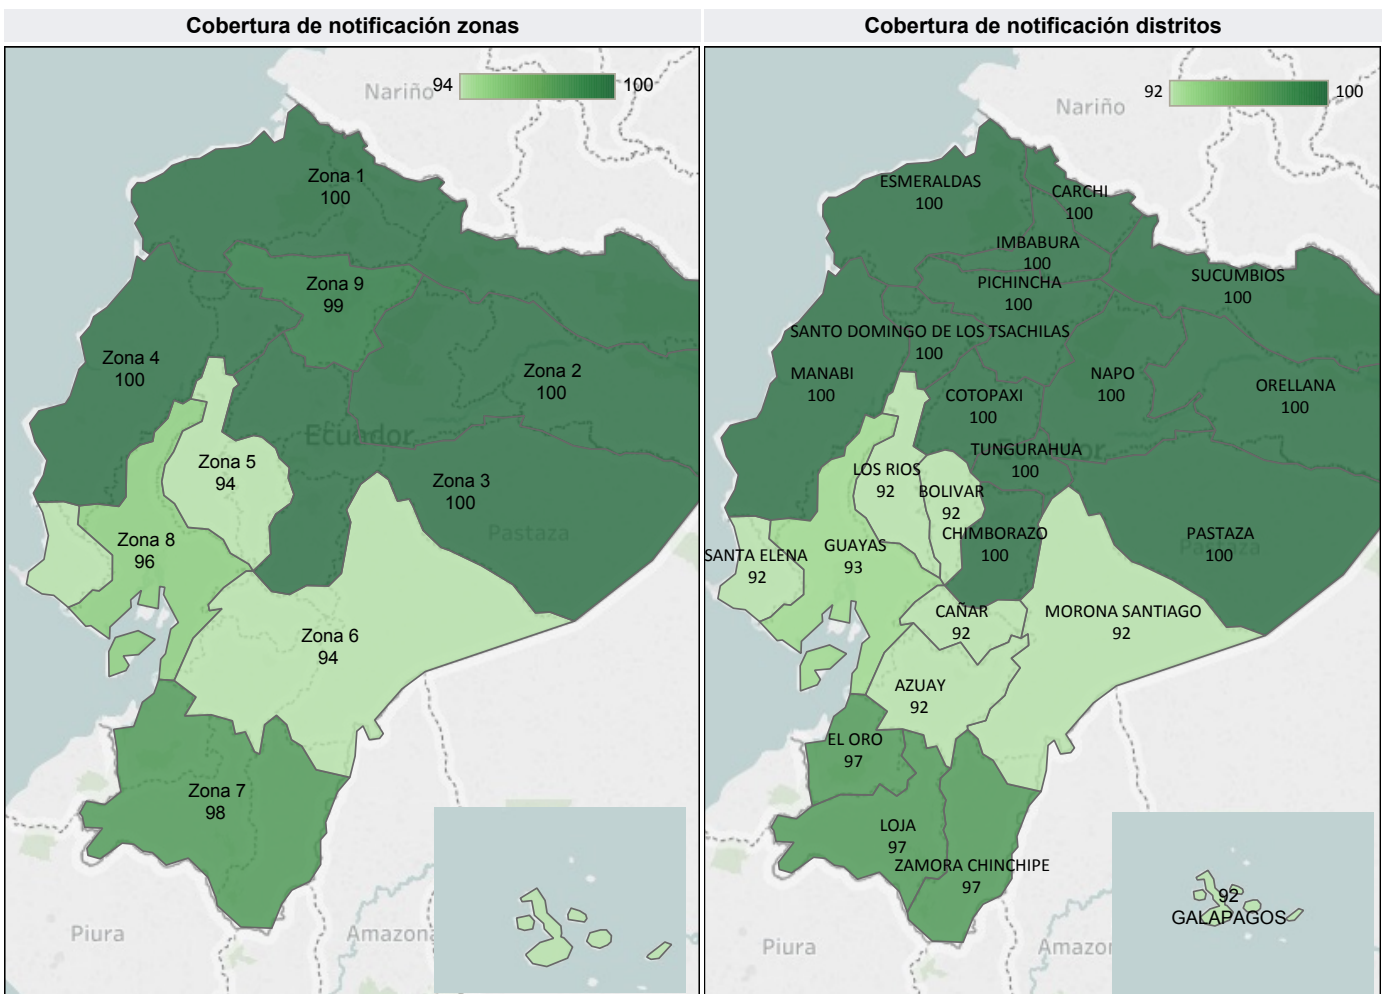 Cobertura de notificación zonas
94
100
Nariño
Zona 1
100
Zona 9
99
Zona 4
100
Zona 2
100
Ecuador
Zona 5
94
Zona 3
100
Pastaza
Zona 8
96
Zona 6
94
Zona 7
98
Piura
Amazon
Cobertura de notificación distritos
92
100
Nariño
ESMERALDAS
100
CARCHI
100
IMBABURA
100
PICHINCHA
100
SUCUMBIOS
100
SANTO DOMINGO DE LOS TSACHILAS
100
MANABI
100
NAPO
100
ORELLANA
100
COTOPAXI
100
Ecuador
TUNGURAHUA
100
LOS RIOS
92
BOLIVAR
92
CHIMBORAZO
100
PASTAZA
100
Pastaza
SANTA ELENA
92
GUAYAS
93
CAÑAR
92
MORONA SANTIAGO
92
AZUAY
92
EL ORO
97
LOJA
97
ZAMORA CHINCHIPE
97
92
GALAPAGOS
Piura
Amazor